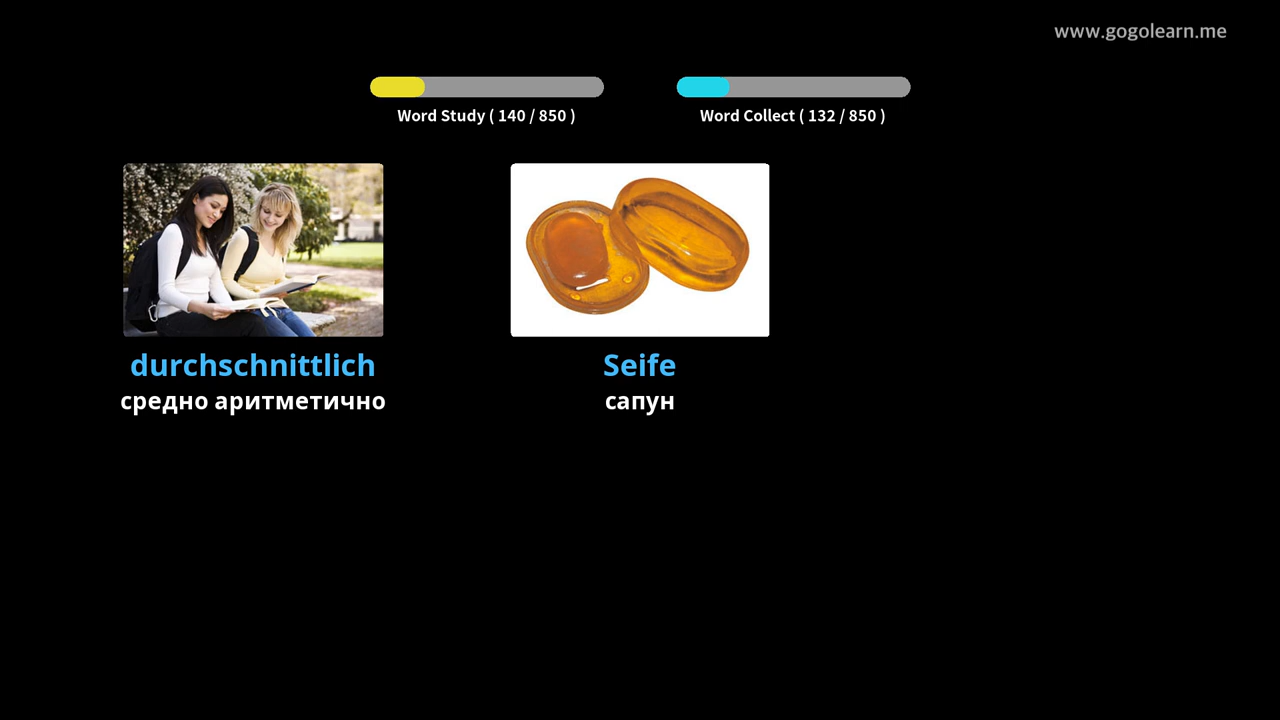 www.gogolearn.me
Word Study ( 140 / 850 )
Word Collect ( 132 / 850 )
durchschnittlich
средно аритметично
Seife
сапун